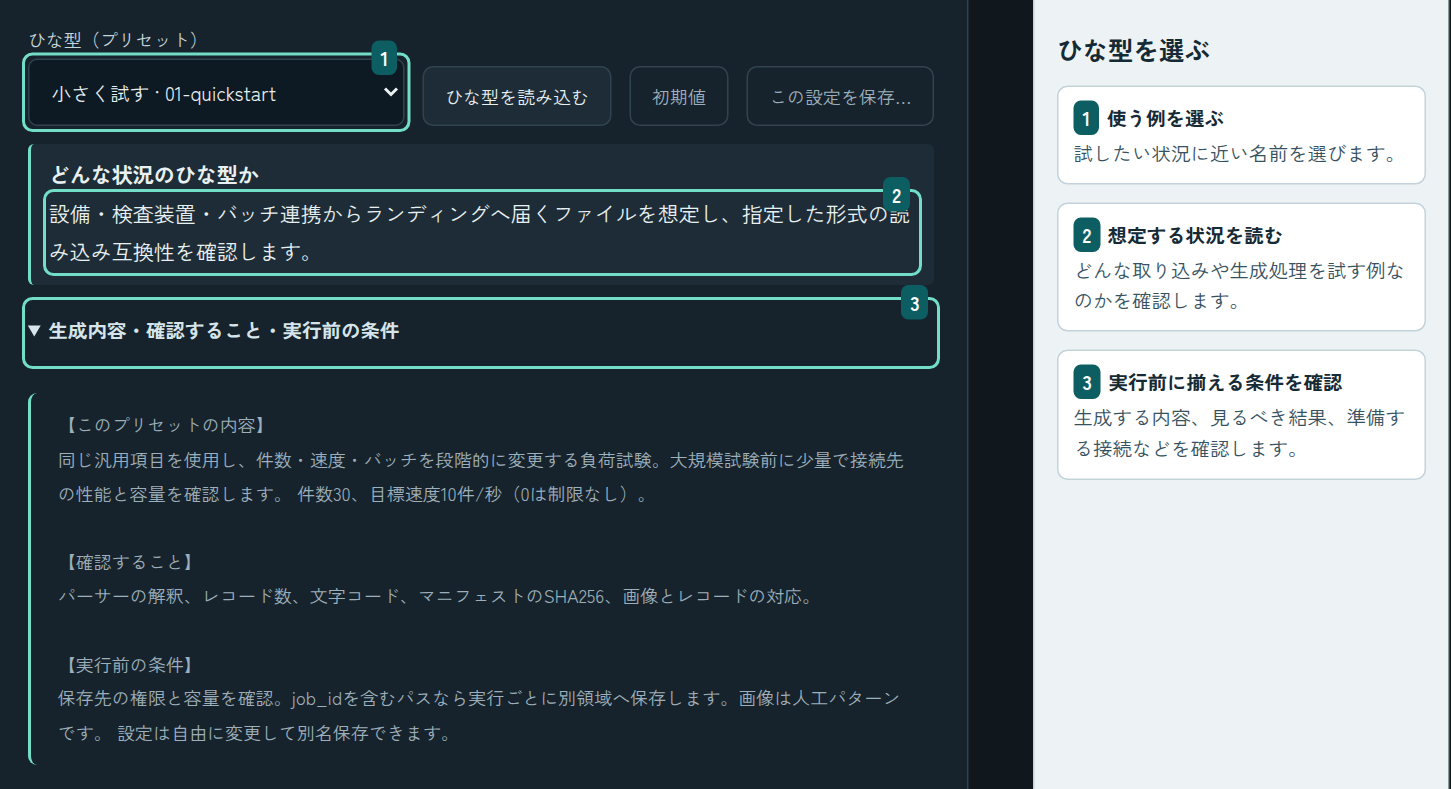 ひな型（プリセット）
1
小さく試す · 01-quickstart
ひな型を読み込む
初期値
この設定を保存...
どんな状況のひな型か
2
設備・検査装置・バッチ連携からランディングへ届くファイルを想定し、指定した形式の読
み込み互換性を確認します。
3
▼ 生成内容・確認すること・実行前の条件
【このプリセットの内容】
同じ汎用項目を使用し、件数・速度・バッチを段階的に変更する負荷試験。大規模試験前に少量で接続先
の性能と容量を確認します。 件数30、目標速度10件/秒（0は制限なし）。
【確認すること】
パーサーの解釈、レコード数、文字コード、マニフェストのSHA256、画像とレコードの対応。
【実行前の条件】
保存先の権限と容量を確認。job_idを含むパスなら実行ごとに別領域へ保存します。画像は人工パターン
です。 設定は自由に変更して別名保存できます。
ひな型を選ぶ
1 使う例を選ぶ
試したい状況に近い名前を選びます。
2 想定する状況を読む
どんな取り込みや生成処理を試す例な
のかを確認します。
3 実行前に揃える条件を確認
生成する内容、見るべき結果、準備す
る接続などを確認します。